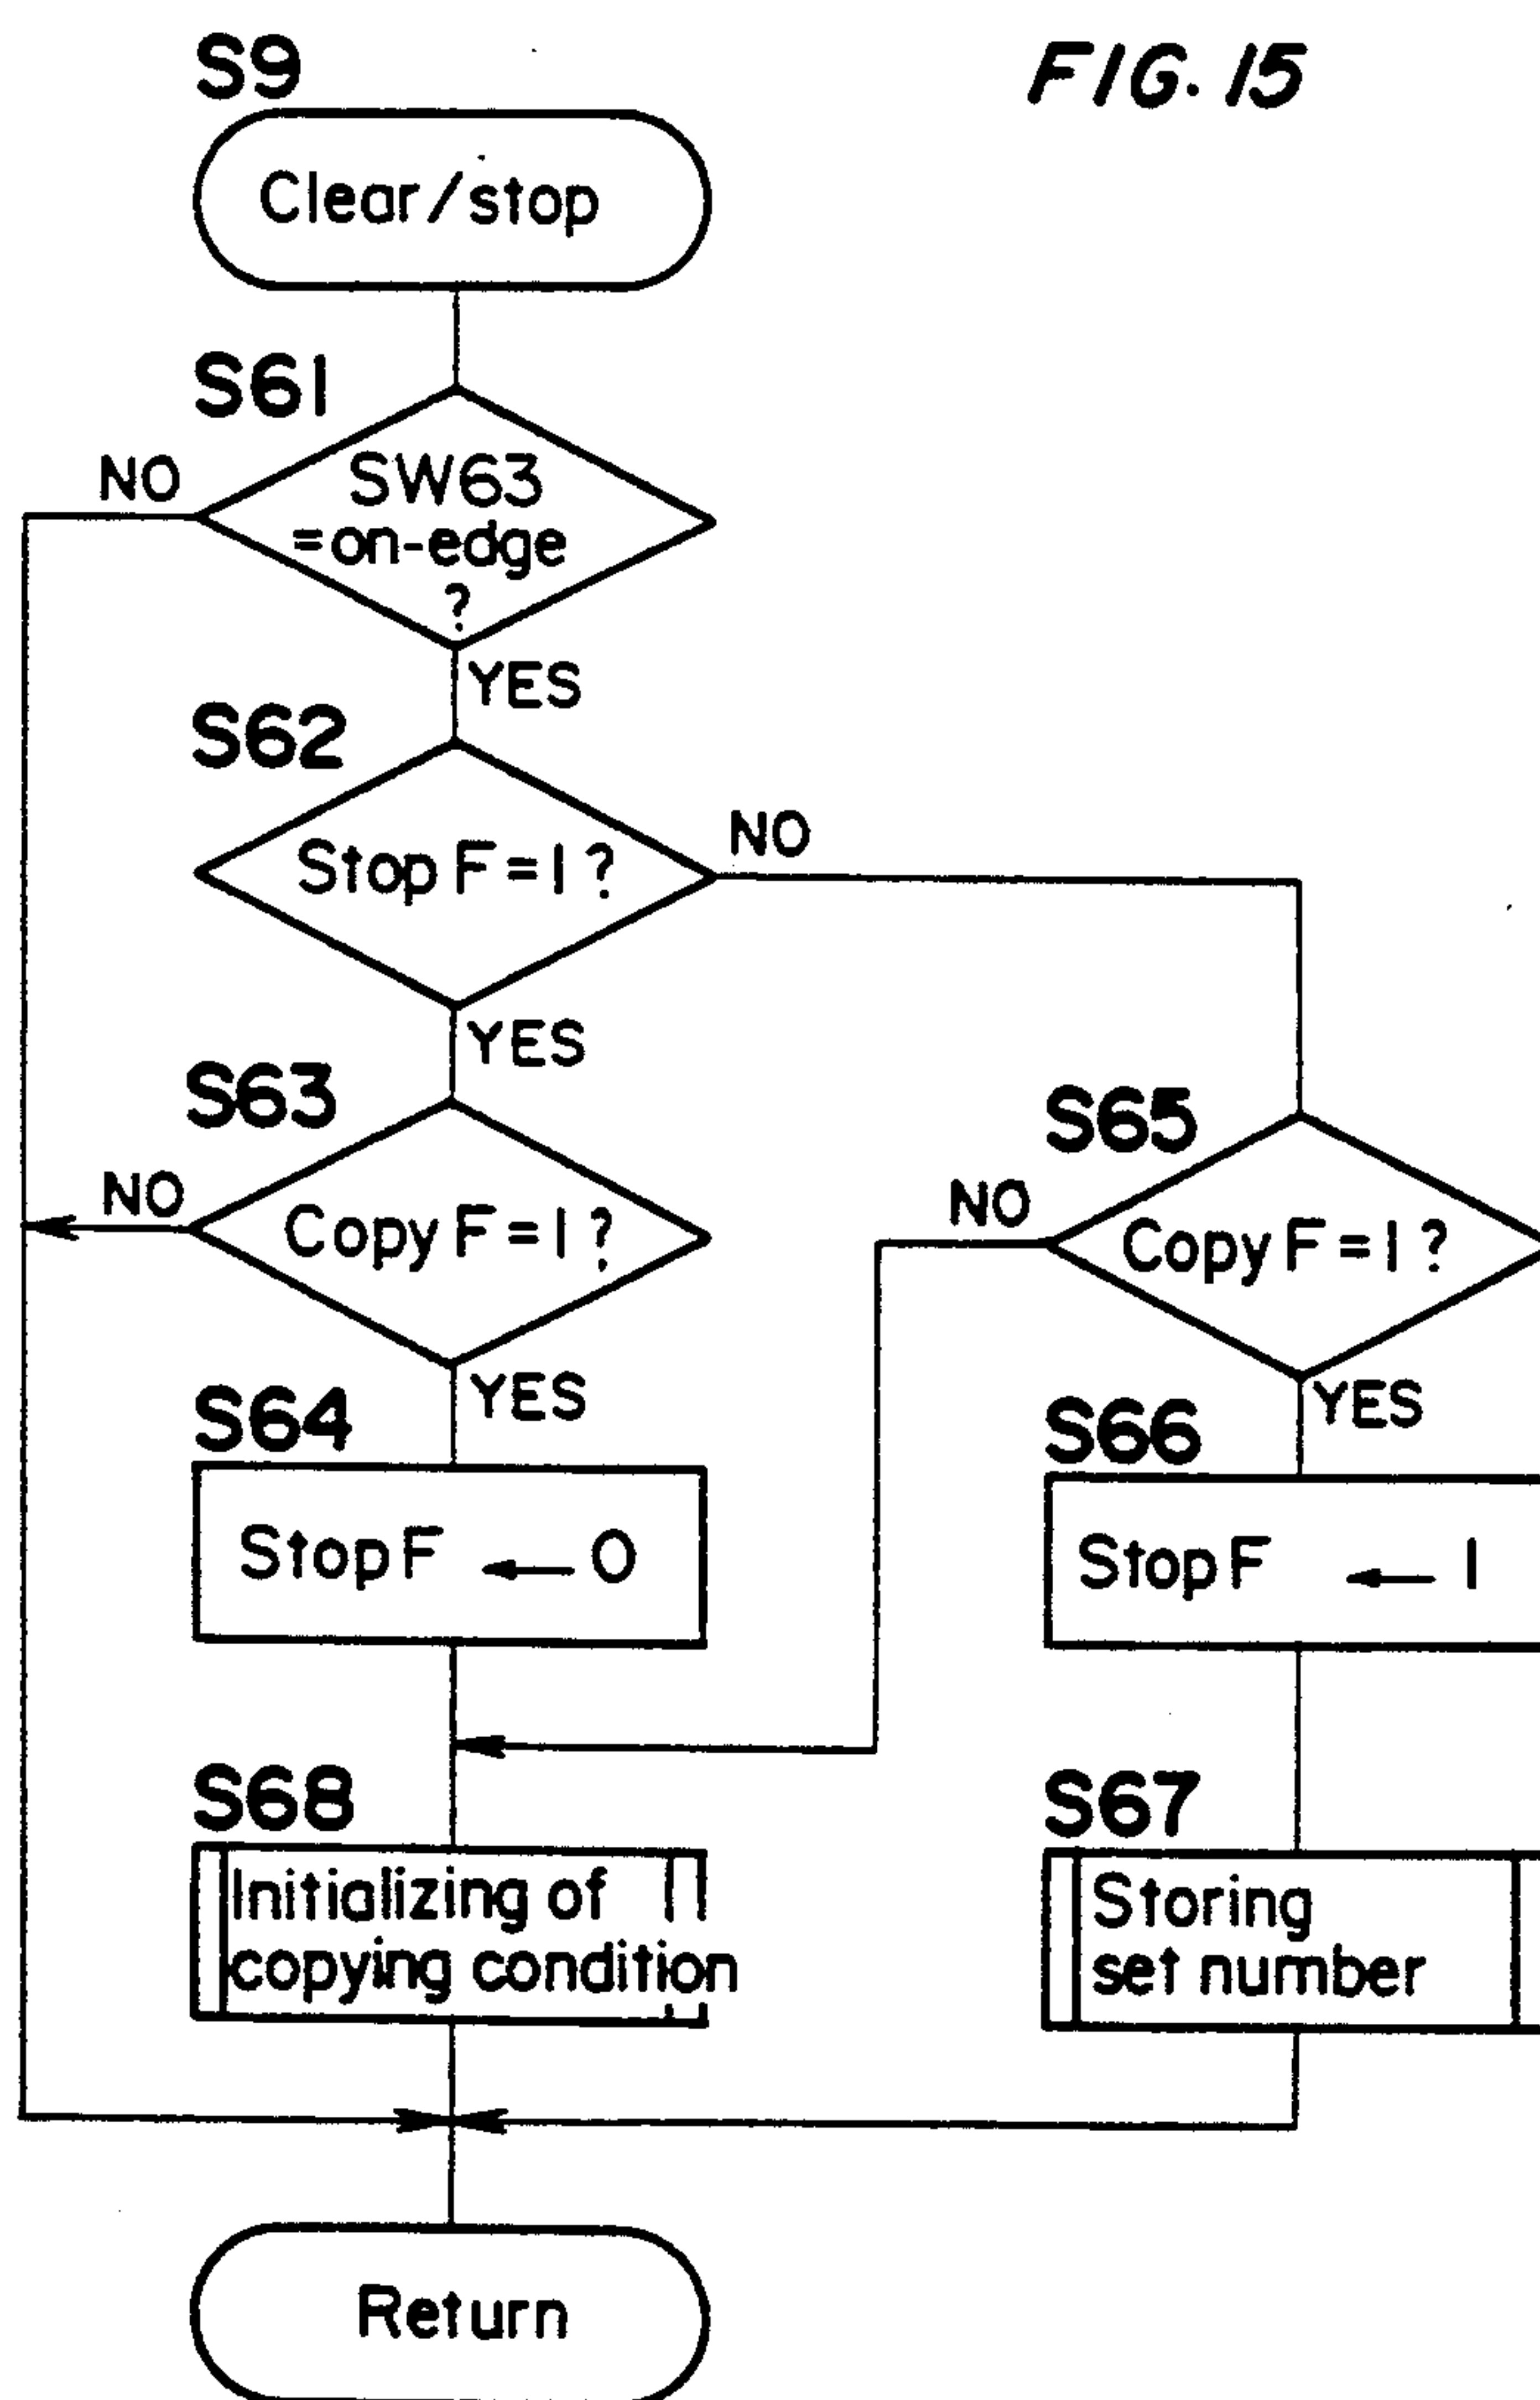 S9
FIG. 15
Clear/stop
S61
NO
SW63
=on-edge
?
YES
S62
Stop F=1?
NO
YES
S63
NO
Copy F=1?
YES
S65
NO
Copy F=1?
YES
S64
StopF ← 0
S66
StopF ← 1
S68
Initializing of
copying condition
S67
Storing
set number
Return